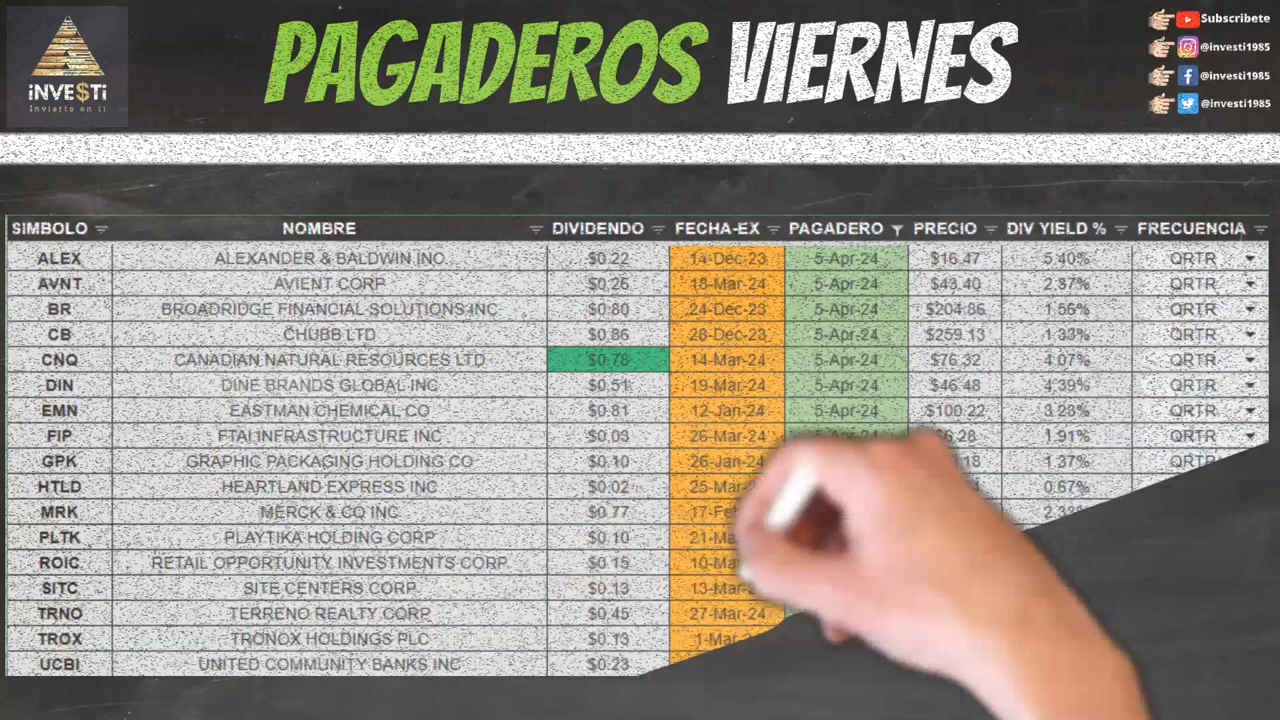 PAGADEROS VIERNES
iNVE$Ti
Invierte en ti
Subscribete
@investi1985
@investi1985
@investi1985
SIMBOLO NOMBRE DIVIDENDO FECHA-EX PAGADERO PRECIO DIV YIELD % FRECUENCIA
ALEX ALEXANDER & BALDWIN INC $0.22 14-Dec-23 5-Apr-24 $16.47 5.40% QRTR
AVNT AVIENT CORP $0.26 18-Mar-24 5-Apr-24 $43.40 2.37% QRTR
BR BROADRIDGE FINANCIAL SOLUTIONS INC $0.80 24-Dec-23 5-Apr-24 $204.86 1.56% QRTR
CB CHUBB LTD $0.86 28-Dec-23 5-Apr-24 $259.13 1.33% QRTR
CNQ CANADIAN NATURAL RESOURCES LTD $0.78 14-Mar-24 5-Apr-24 $76.32 4.07% QRTR
DIN DINE BRANDS GLOBAL INC $0.51 19-Mar-24 5-Apr-24 $46.48 4.39% QRTR
EMN EASTMAN CHEMICAL CO $0.81 12-Jan-24 5-Apr-24 $100.22 3.23% QRTR
FIP FTAI INFRASTRUCTURE INC $0.03 26-Mar-24 1.91% QRTR
GPK GRAPHIC PACKAGING HOLDING CO $0.10 26-Jan-24 1.37% QRTR
HTLD HEARTLAND EXPRESS INC $0.02 25-Mar 0.67%
MRK MERCK & CO INC $0.77
PLTK PLAYTIKA HOLDING CORP $0.10
ROIC RETAIL OPPORTUNITY INVESTMENTS CORP $0.15
SITC SITE CENTERS CORP $0.13
TRNO TERRENO REALTY CORP $0.45 27-Mar-24
TROX TRONOX HOLDINGS PLC $0.13 1-Mar
UCBI UNITED COMMUNITY BANKS INC $0.23